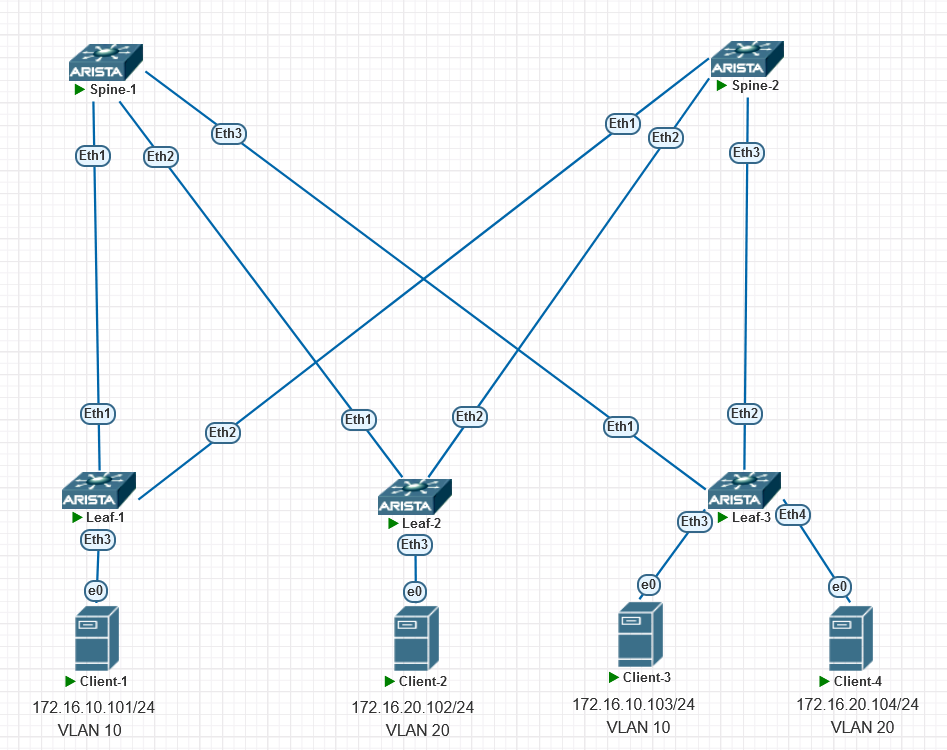 ARISTA
Spine-1
ARISTA
Spine-2
Eth1
Eth2
Eth3
Eth1
Eth2
Eth3
Eth1
Eth2
Eth1
Eth2
Eth1
Eth2
ARISTA
Leaf-1
ARISTA
Leaf-2
ARISTA
Leaf-3
Eth3
Eth3
Eth3
Eth4
e0
e0
e0
e0
Client-1
Client-2
Client-3
Client-4
172.16.10.101/24
VLAN 10
172.16.20.102/24
VLAN 20
172.16.10.103/24
VLAN 10
172.16.20.104/24
VLAN 20